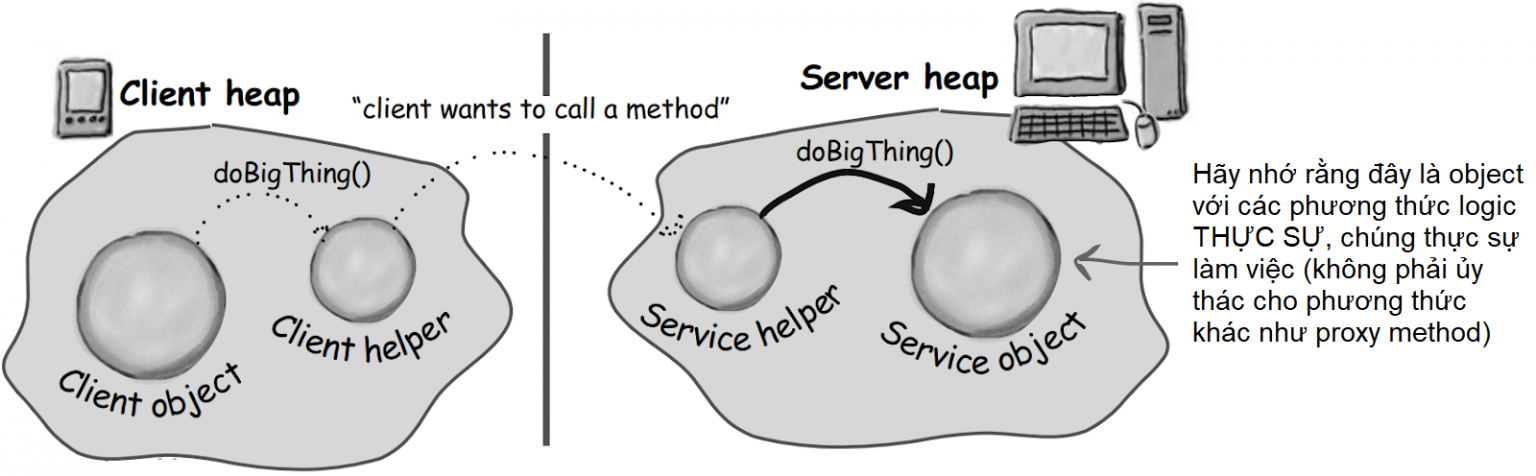 Client heap
"client wants to call a method"
Server heap
doBigThing()
Client object
Client helper
doBigThing()
Service helper
Service object
Hãy nhớ rằng đây là object
với các phương thức logic
THỰC SỰ, chúng thực sự
làm việc (không phải ủy
thác cho phương thức
khác như proxy method)